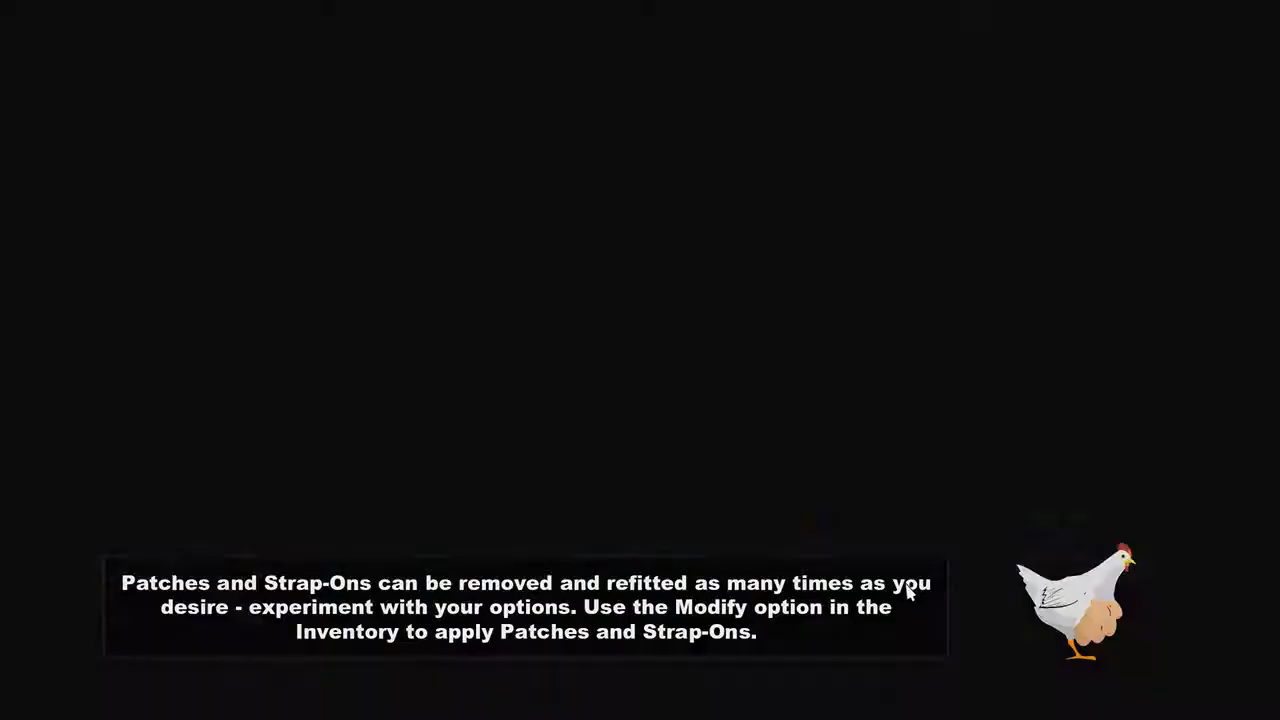 Patches and Strap-Ons can be removed and refitted as many times as you
desire - experiment with your options. Use the Modify option in the
Inventory to apply Patches and Strap-Ons.